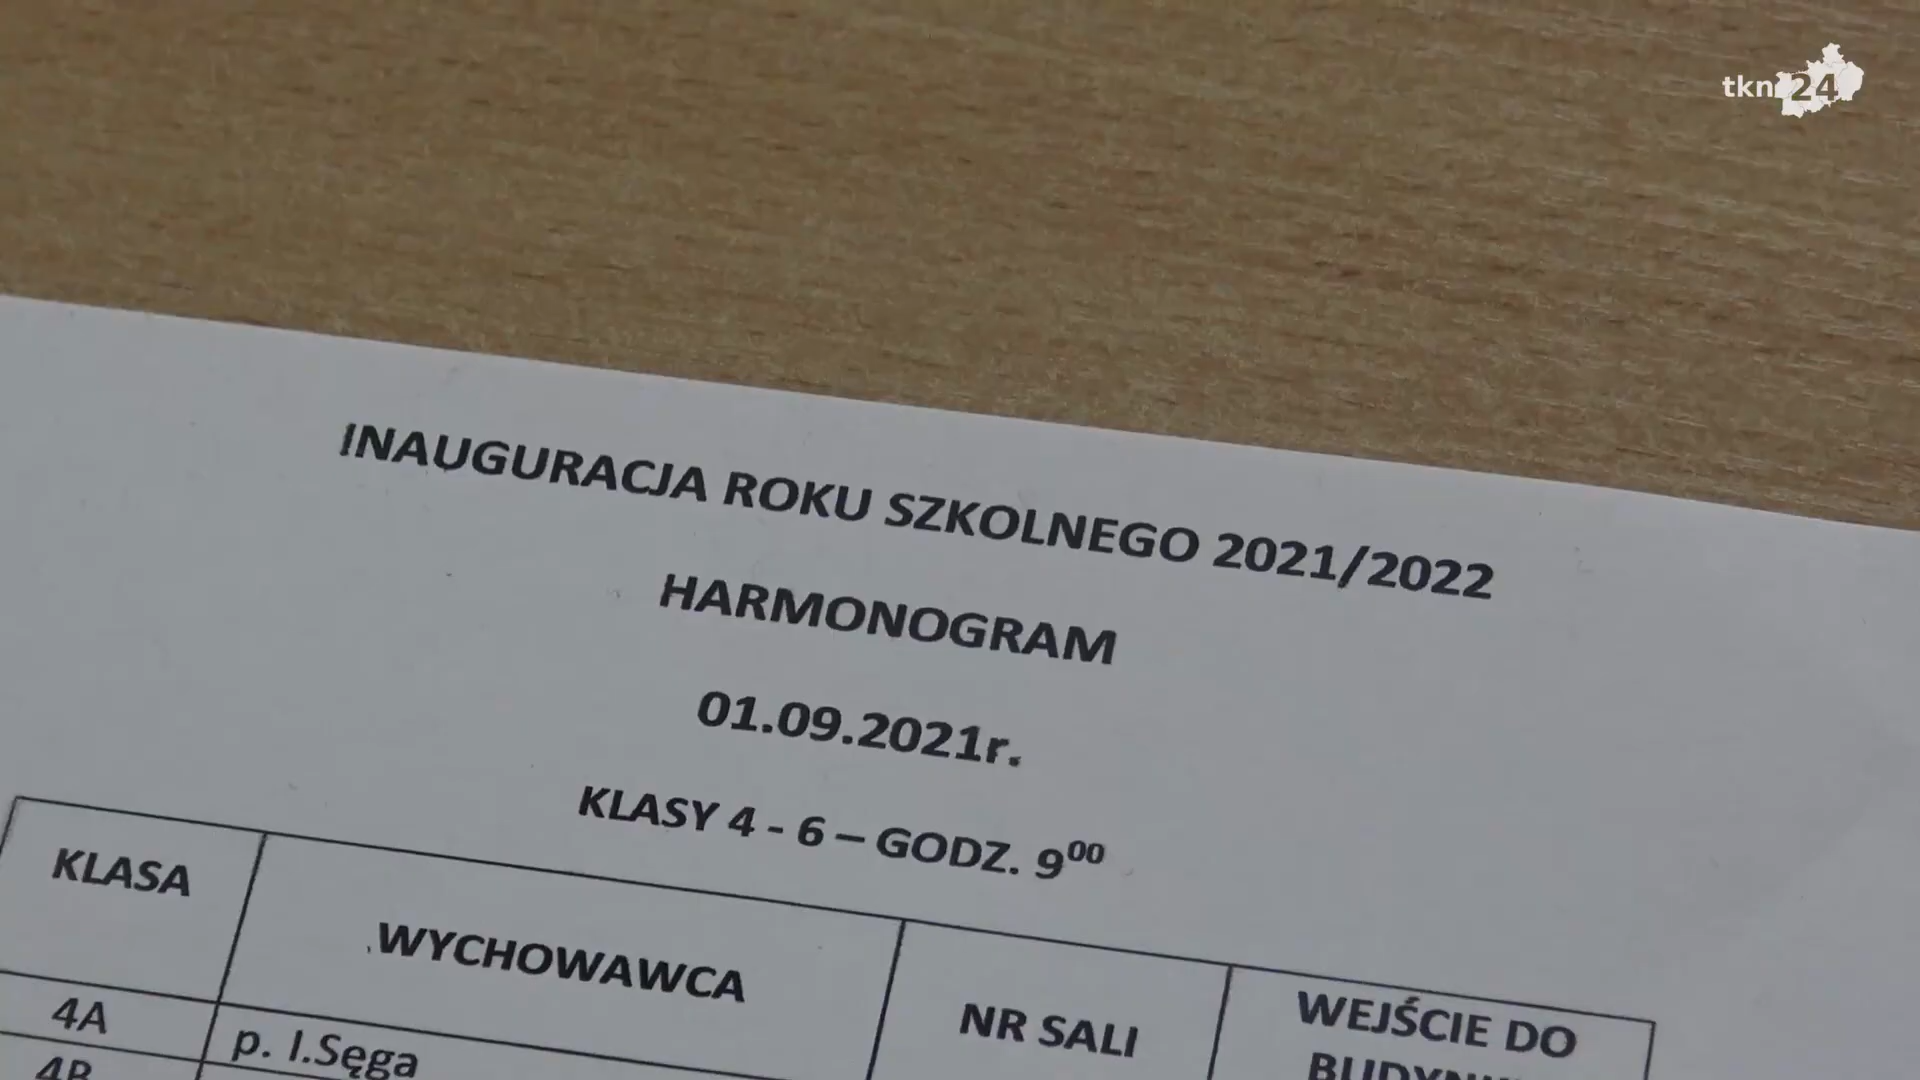 tkn24
INAUGURACJA ROKU SZKOLNEGO 2021/2022
HARMONOGRAM
01.09.2021r.
KLASY 4 - 6 – GODZ. 9⁰⁰
KLASA
WYCHOWAWCA
NR SALI
WEJŚCIE DO
4A
p. I.Sęga
4B